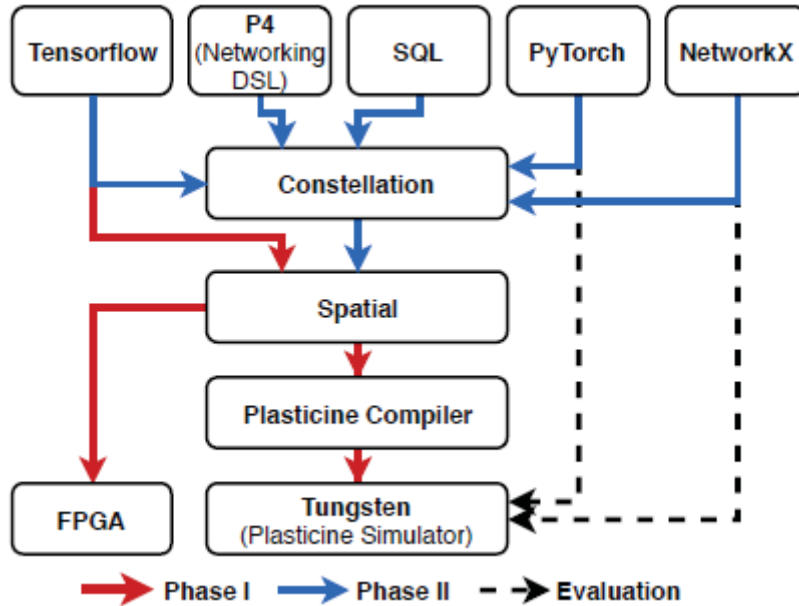 Tensorflow
P4
(Networking
DSL)
SQL
PyTorch
NetworkX
Constellation
Spatial
Plasticine Compiler
FPGA
Tungsten
(Plasticine Simulator)
Phase I
Phase II
Evaluation